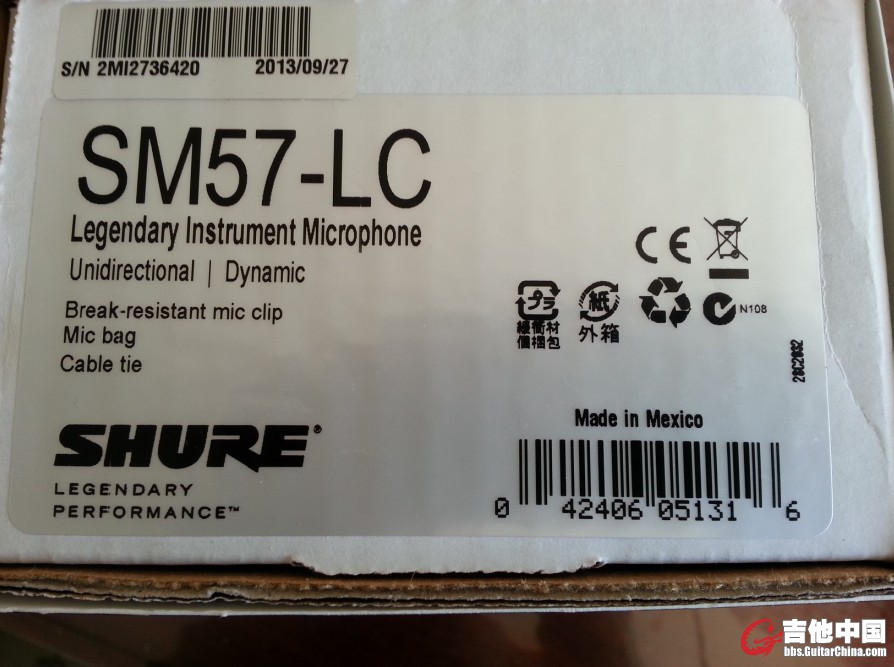 S/N 2MI2736420 2013/09/27
SM57-LC
Legendary Instrument Microphone
Unidirectional | Dynamic
Break-resistant mic clip
Mic bag
Cable tie
CE
プラ
緩衝材
個梱包
紙
外箱
N108
28C2832
Made in Mexico
SHURE®
LEGENDARY
PERFORMANCE™
0 42406 05131 6
吉他中国
bbs.GuitarChina.com